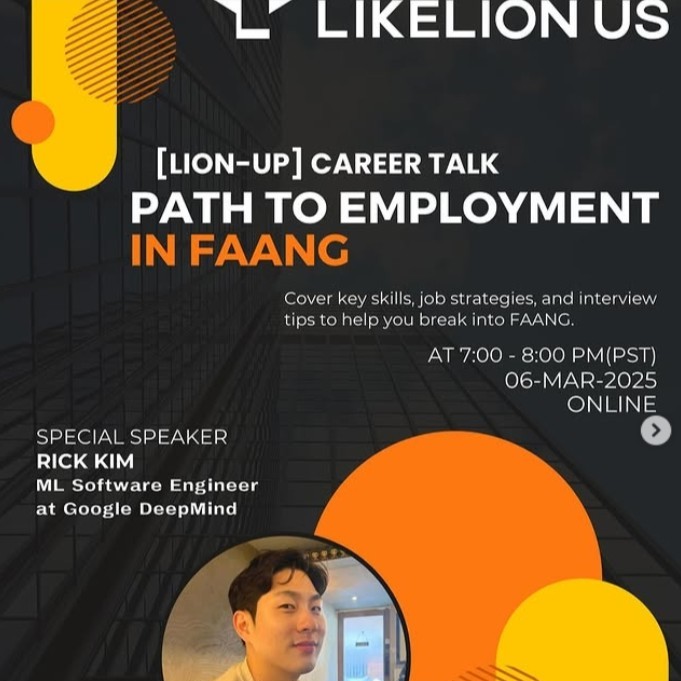 LIKELION US
[LION-UP] CAREER TALK
PATH TO EMPLOYMENT
IN FAANG
Cover key skills, job strategies, and interview
tips to help you break into FAANG.
AT 7:00 - 8:00 PM(PST)
06-MAR-2025
ONLINE
SPECIAL SPEAKER
RICK KIM
ML Software Engineer
at Google DeepMind